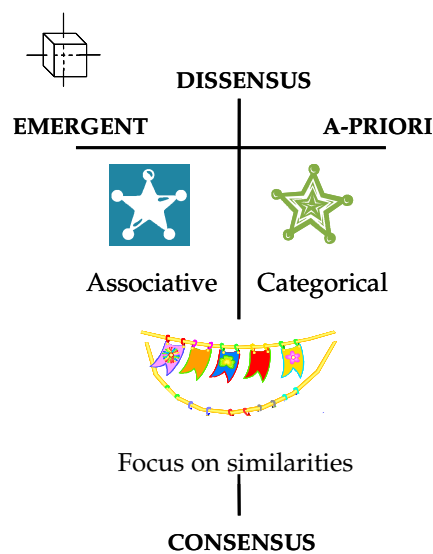 DISSENSUS
EMERGENT A-PRIORI
Associative Categorical
Focus on similarities
CONSENSUS